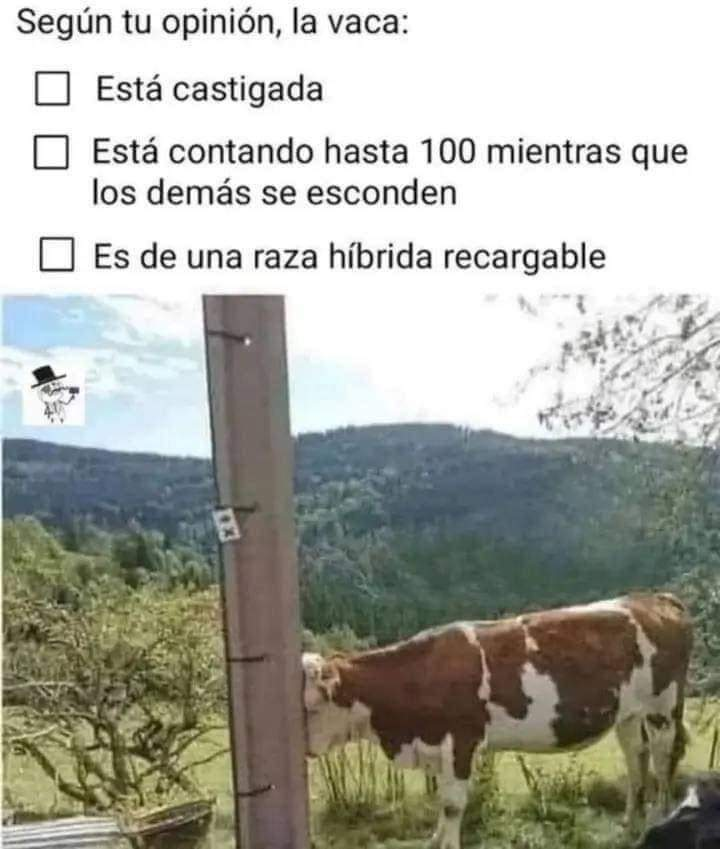 Según tu opinión, la vaca:
Está castigada
Está contando hasta 100 mientras que
los demás se esconden
Es de una raza híbrida recargable